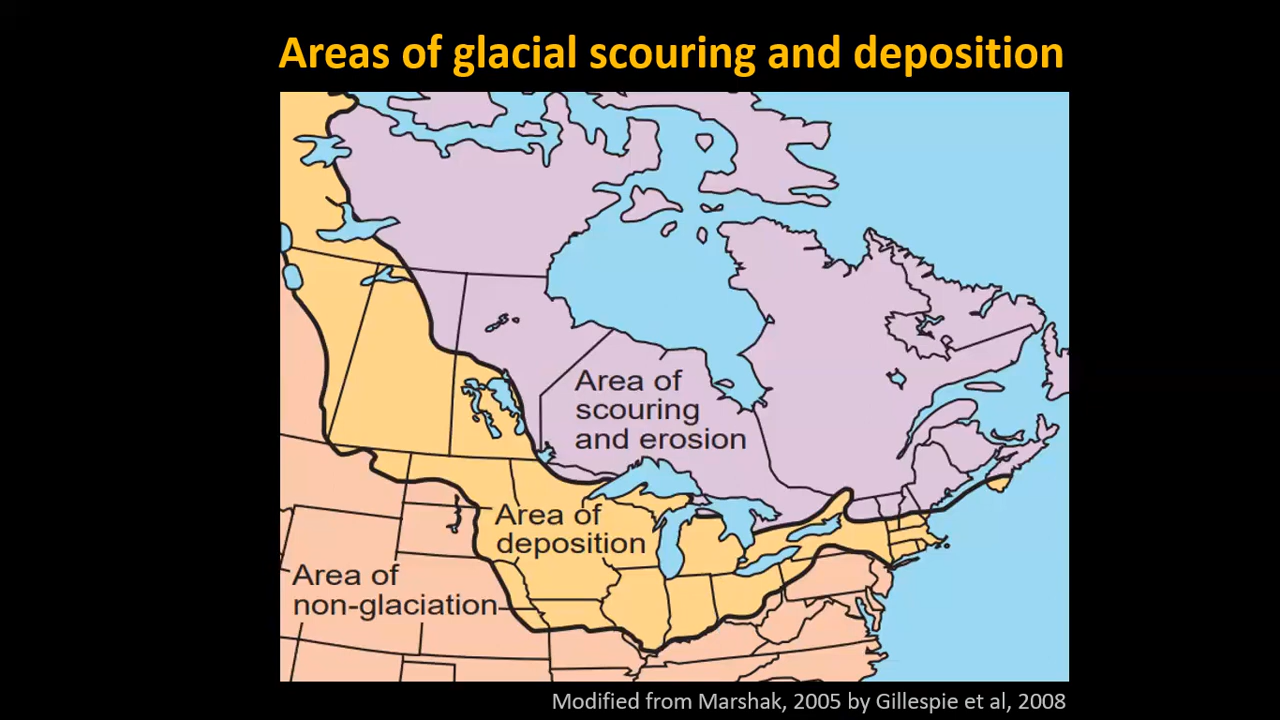 Areas of glacial scouring and deposition
Area of
scouring
and erosion
Area of
deposition
Area of
non-glaciation
Modified from Marshak, 2005 by Gillespie et al, 2008